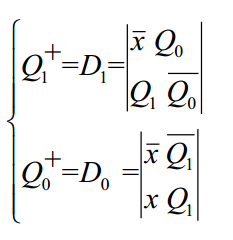 Q₁⁺=D₁=|x̄ Q₀
Q₁ Q̅₀|
Q₀⁺=D₀ =|x̄ Q̅₁
x Q₁|